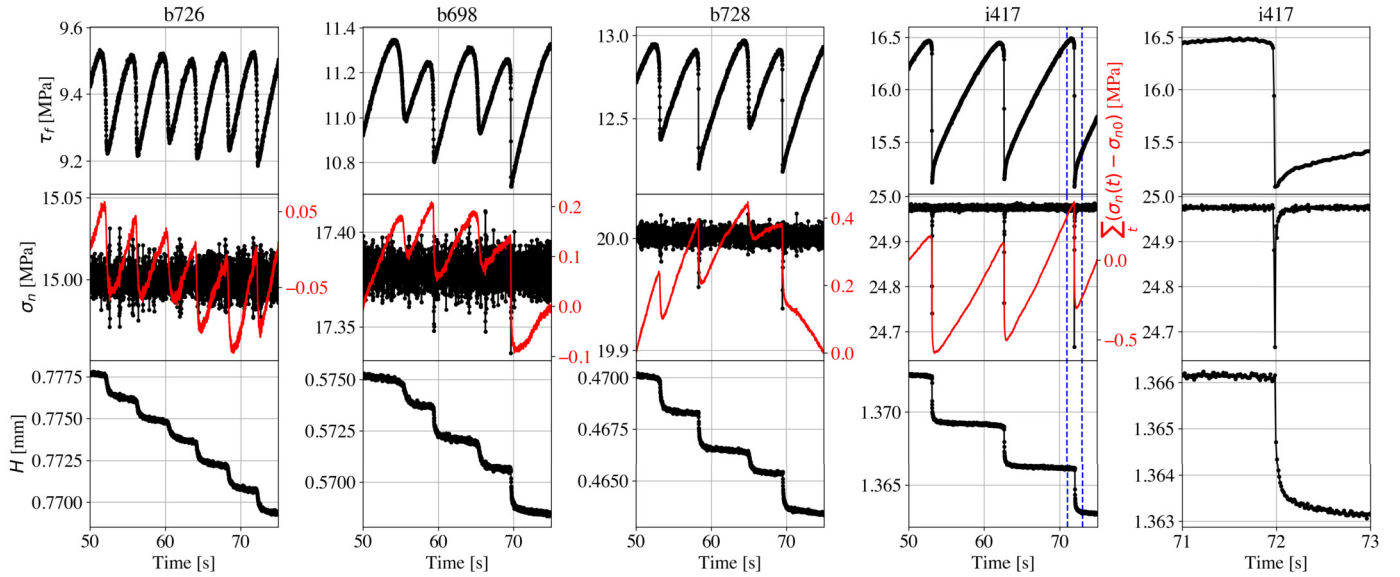 b726 b698 b728 i417 i417
τf [MPa]
9.6 9.4 9.2
11.4 11.2 11.0 10.8
13.0 12.5
16.5 16.0 15.5 15.0
16.5 16.0 15.5
σn [MPa]
15.05 15.00
0.05 −0.05
17.40 17.35
0.2 0.1 0.0 −0.1
20.0 19.9
0.4 0.2 0.0
25.0 24.9 24.8 24.7
0.0 −0.5
∑t(σn(t) − σn0) [MPa]
25.0 24.9 24.8 24.7
H [mm]
0.7775 0.7750 0.7725 0.7700
0.5750 0.5725 0.5700
0.4700 0.4675 0.4650
1.370 1.365
1.366 1.365 1.364 1.363
50 60 70 50 60 70 50 60 70 50 60 70 71 72 73
Time [s] Time [s] Time [s] Time [s] Time [s]